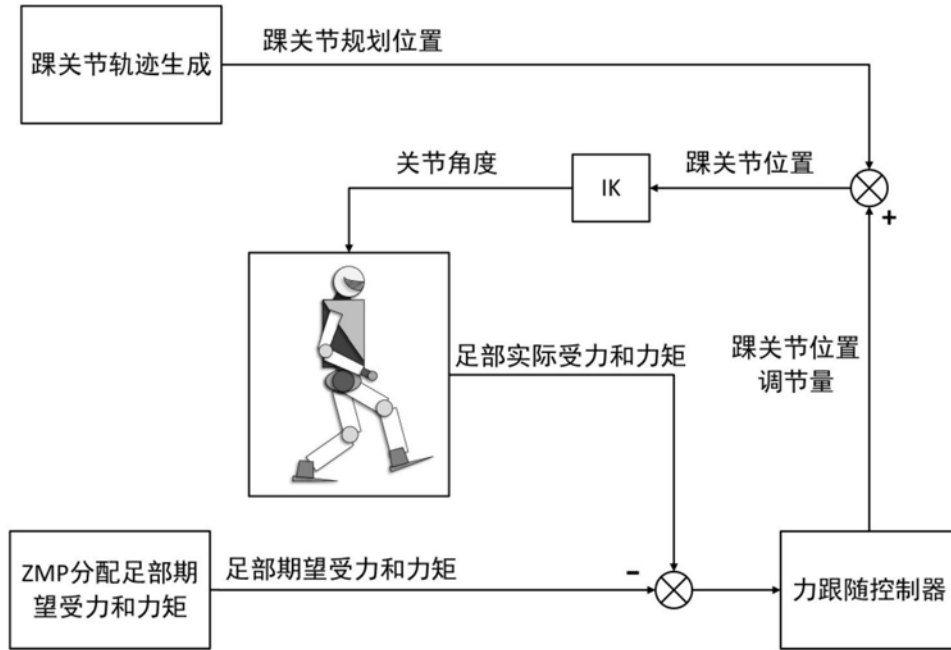 踝关节轨迹生成
踝关节规划位置
关节角度
IK
踝关节位置
+
足部实际受力和力矩
踝关节位置
调节量
ZMP分配足部期
望受力和力矩
足部期望受力和力矩
-
力跟随控制器